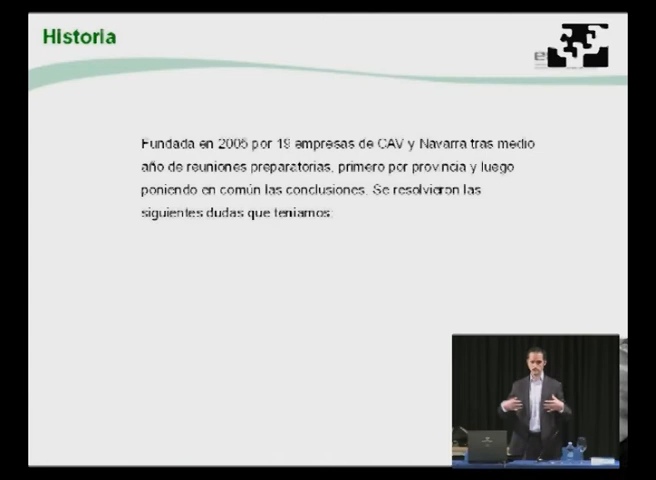 Historia
Fundada en 2005 por 19 empresas de CAV y Navarra tras medio
año de reuniones preparatorias, primero por provincia y luego
poniendo en común las conclusiones. Se resolvieron las
siguientes dudas que teníamos: